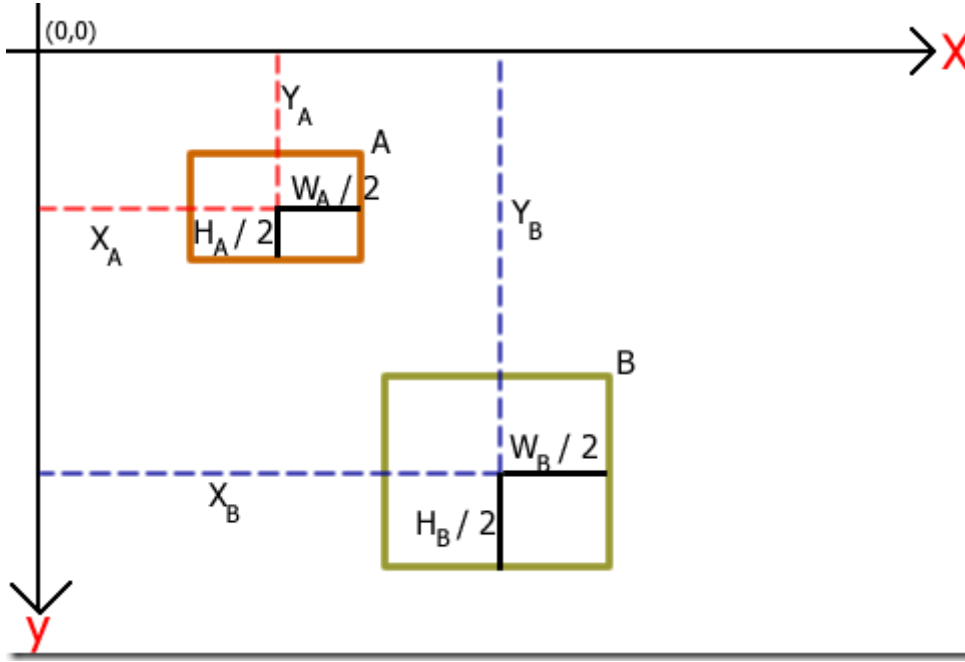 (0,0)
X
Y_A
A
W_A / 2
H_A / 2
X_A
Y_B
B
W_B / 2
X_B
H_B / 2
y